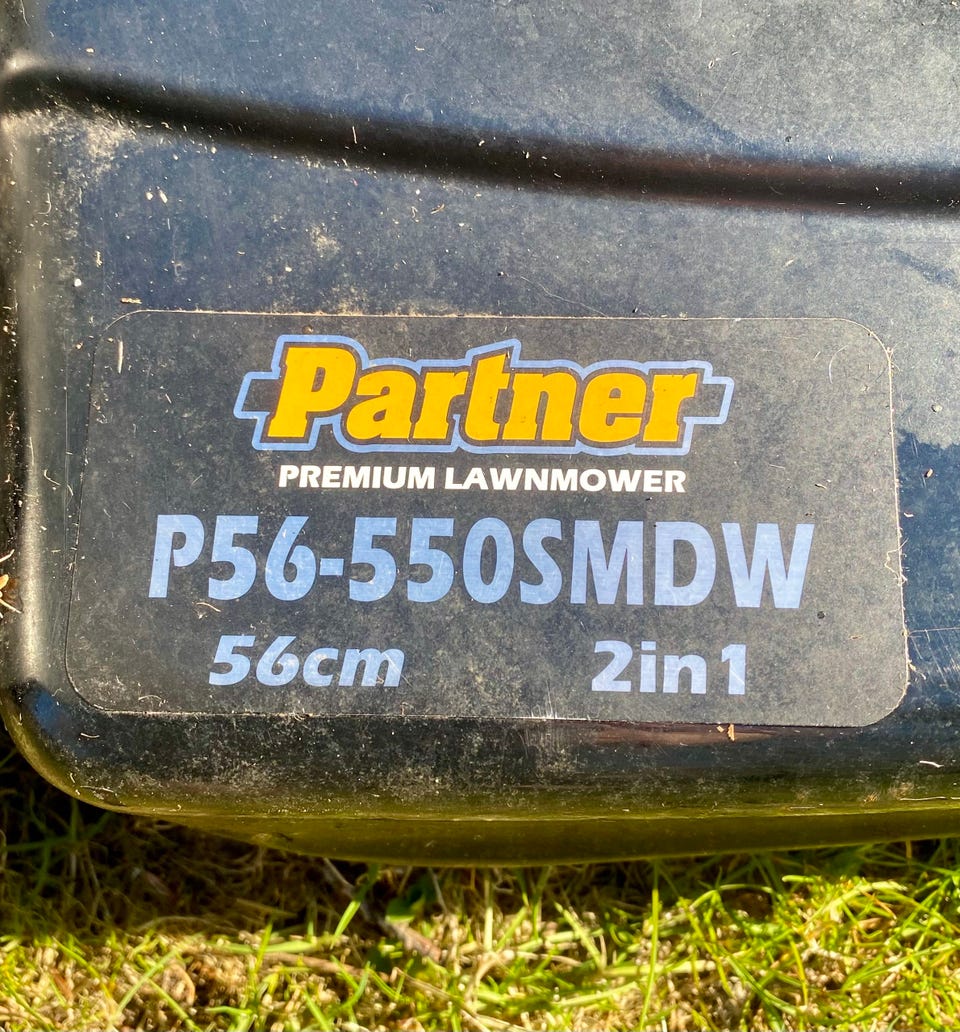 Partner
PREMIUM LAWNMOWER
P56-550SMDW
56cm 2in1